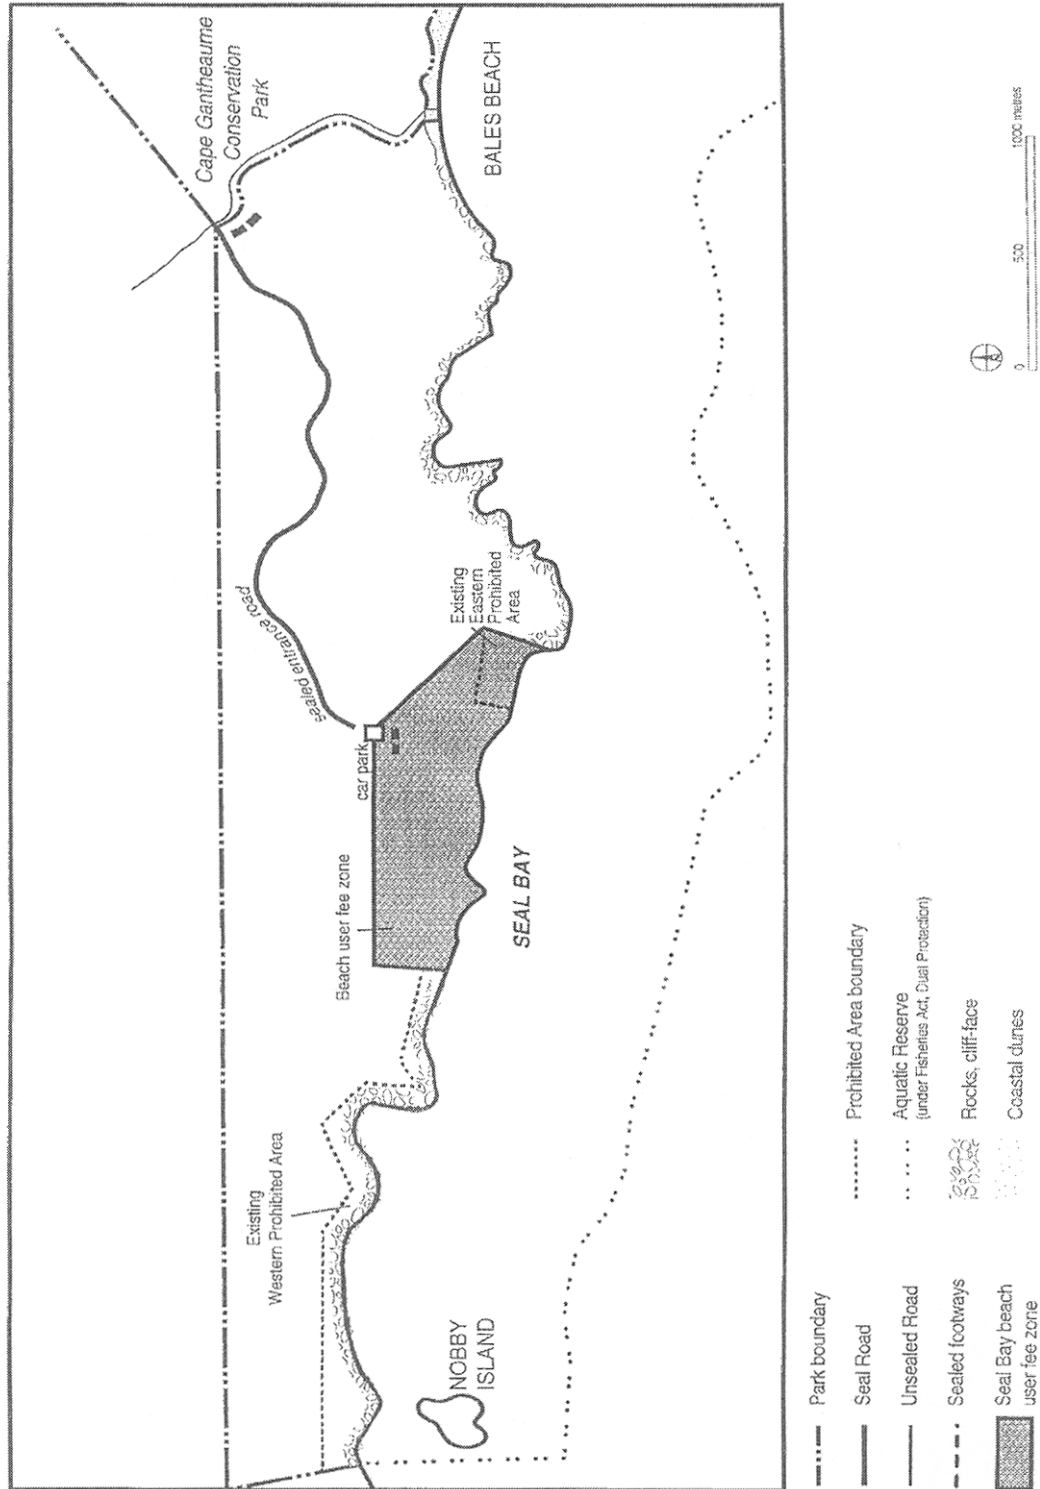 Cape Gantheaume
Conservation
Park
BALES BEACH
sealed entrance road
Existing
Eastern
Prohibited
Area
car park
Beach user fee zone
SEAL BAY
Existing
Western Prohibited Area
NOBBY
ISLAND
Park boundary
Seal Road
Unsealed Road
Sealed footways
Seal Bay beach
user fee zone
Prohibited Area boundary
Aquatic Reserve
(under Fisheries Act, Dual Protection)
Rocks, cliff-face
Coastal dunes
0 500 1000 metres